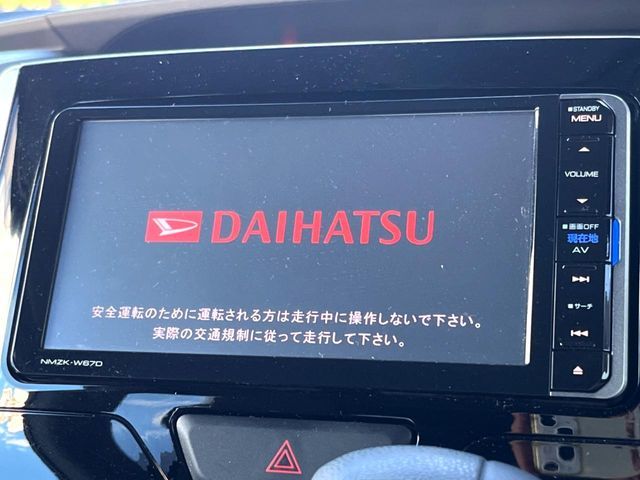 DAIHATSU
安全運転のために運転される方は走行中に操作しないで下さい。
実際の交通規制に従って走行して下さい。
NMZK-W67D
STANDBY
MENU
VOLUME
画面OFF
現在地
AV
サーチ